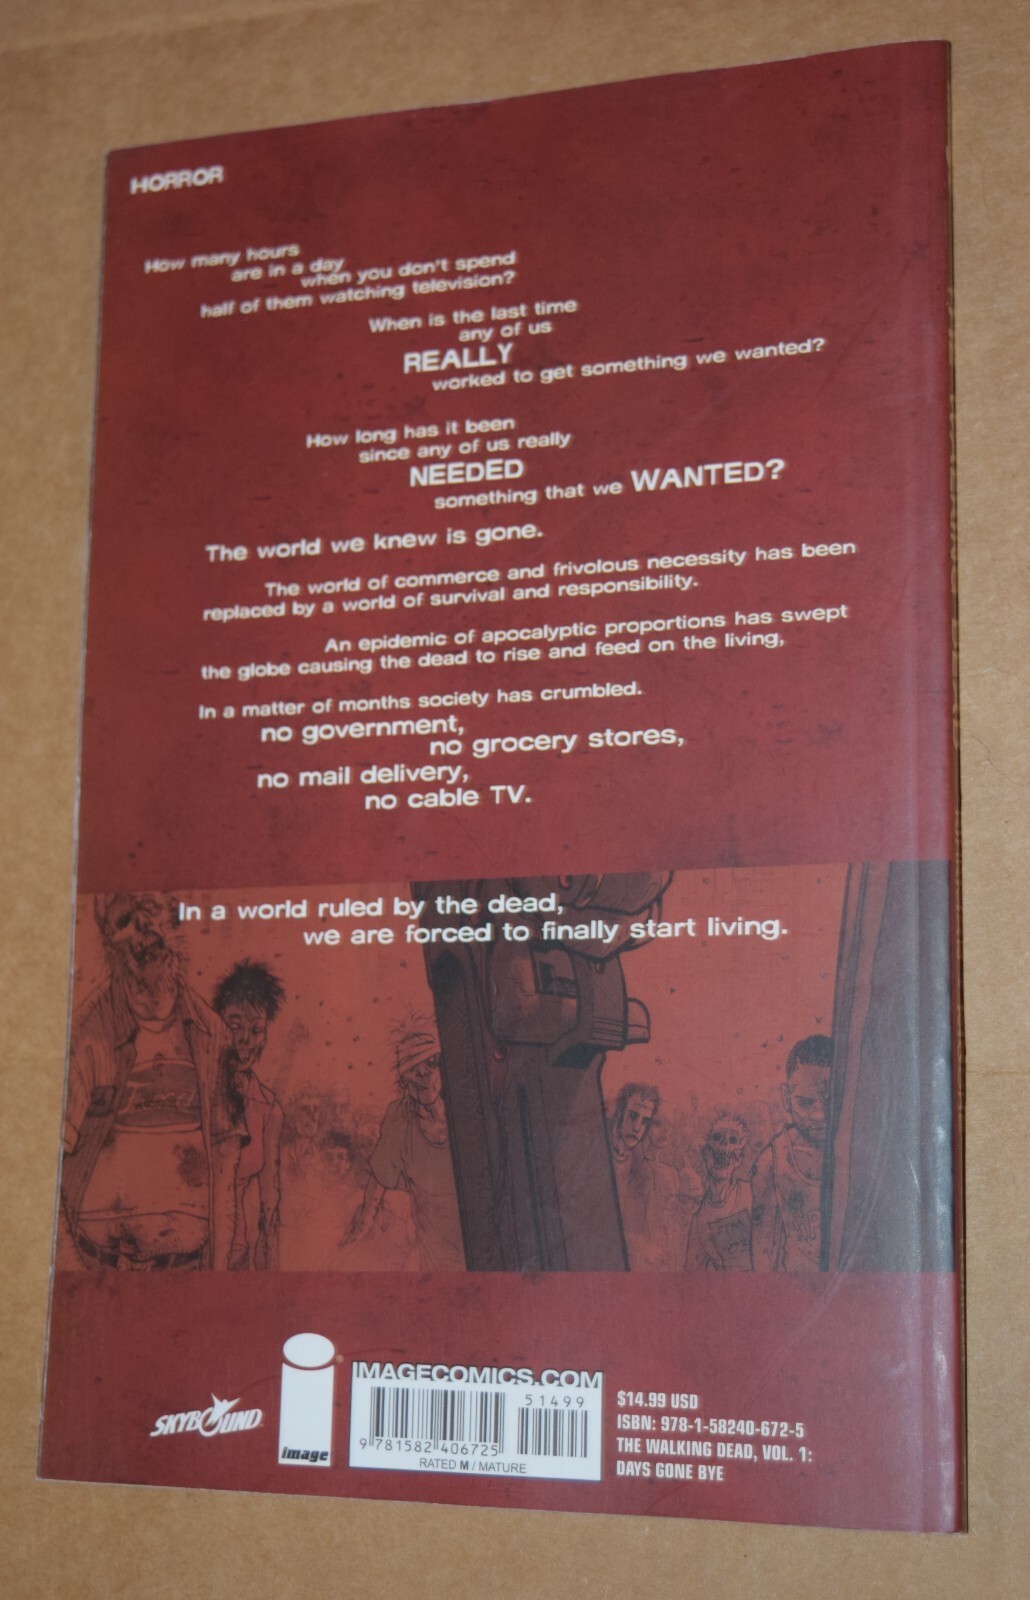 HORROR
How many hours
are in a day
when you don't spend
half of them watching television?
When is the last time
any of us
REALLY
worked to get something we wanted?
How long has it been
since any of us really
NEEDED
something that we WANTED?
The world we knew is gone.
The world of commerce and frivolous necessity has been
replaced by a world of survival and responsibility.
An epidemic of apocalyptic proportions has swept
the globe causing the dead to rise and feed on the living,
In a matter of months society has crumbled.
no government,
no grocery stores,
no mail delivery,
no cable TV.
In a world ruled by the dead,
we are forced to finally start living.
SKYBOUND
image
IMAGECOMICS.COM
51499
9 781582 406725
RATED M / MATURE
$14.99 USD
ISBN: 978-1-58240-672-5
THE WALKING DEAD, VOL. 1:
DAYS GONE BYE